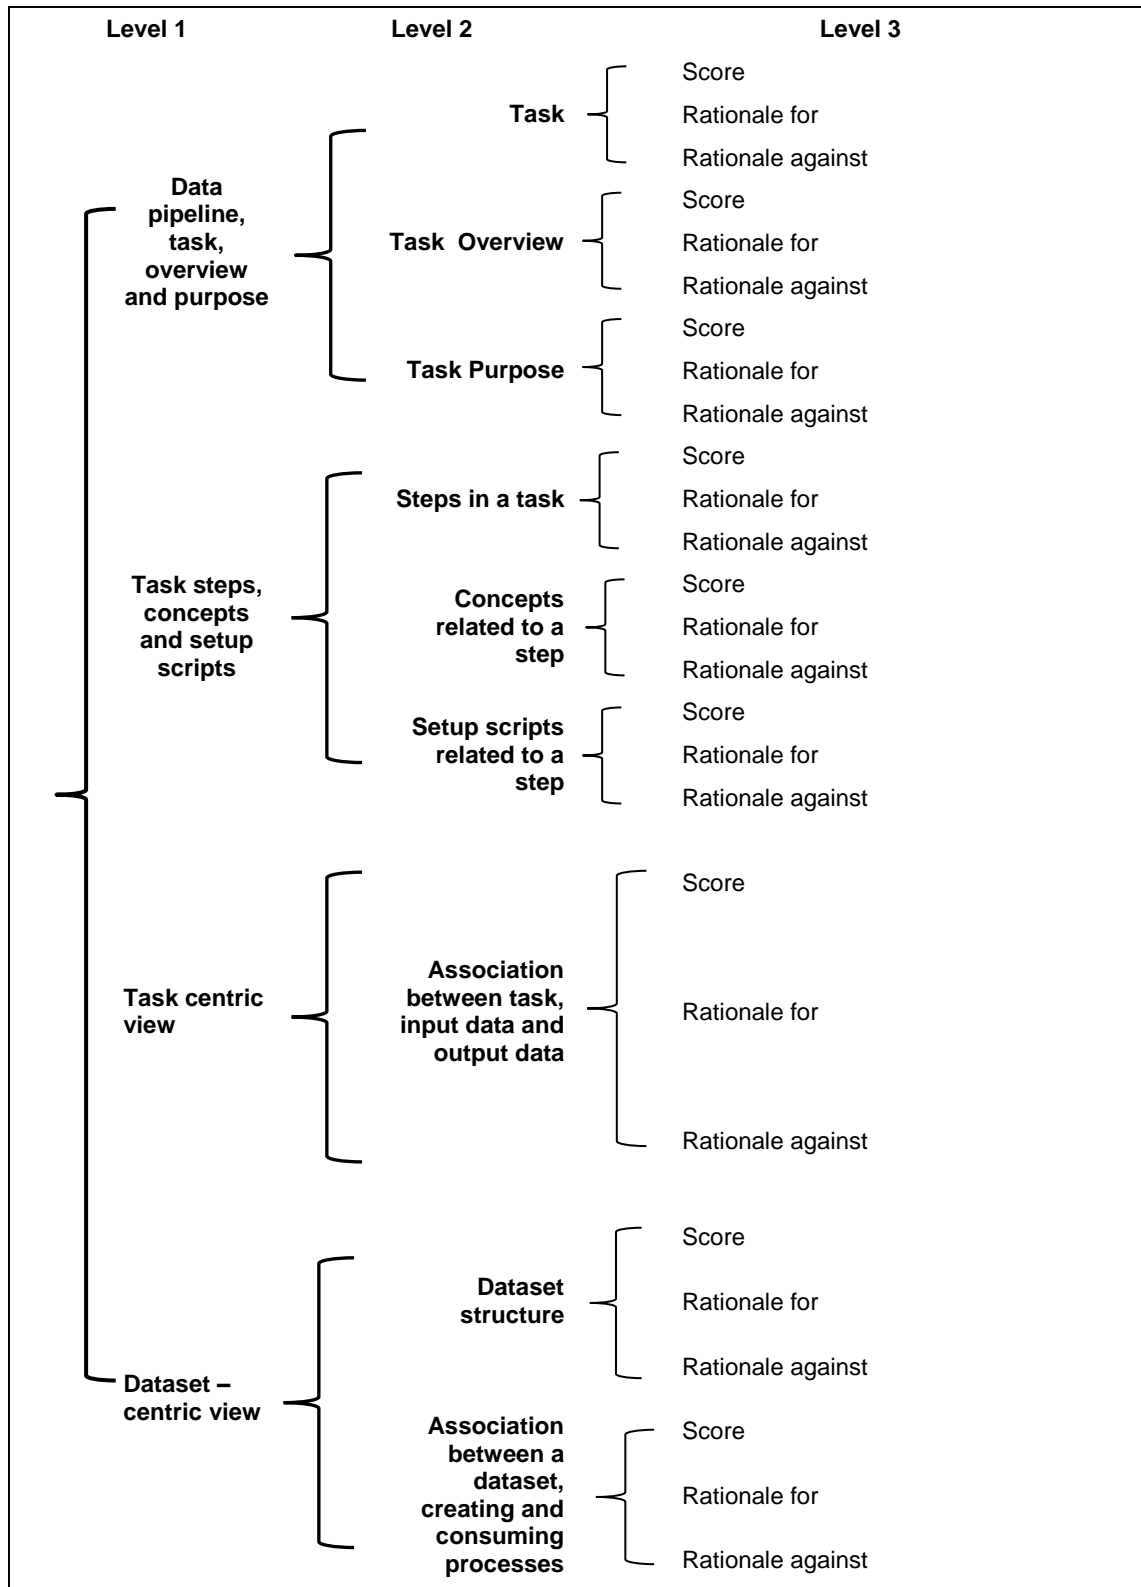 Level 1 Level 2 Level 3
Data
pipeline,
task,
overview
and purpose
Task
Score
Rationale for
Rationale against
Task Overview
Score
Rationale for
Rationale against
Task Purpose
Score
Rationale for
Rationale against
Task steps,
concepts
and setup
scripts
Steps in a task
Score
Rationale for
Rationale against
Concepts
related to a
step
Score
Rationale for
Rationale against
Setup scripts
related to a
step
Score
Rationale for
Rationale against
Task centric
view
Association
between task,
input data and
output data
Score
Rationale for
Rationale against
Dataset –
centric view
Dataset
structure
Score
Rationale for
Rationale against
Association
between a
dataset,
creating and
consuming
processes
Score
Rationale for
Rationale against